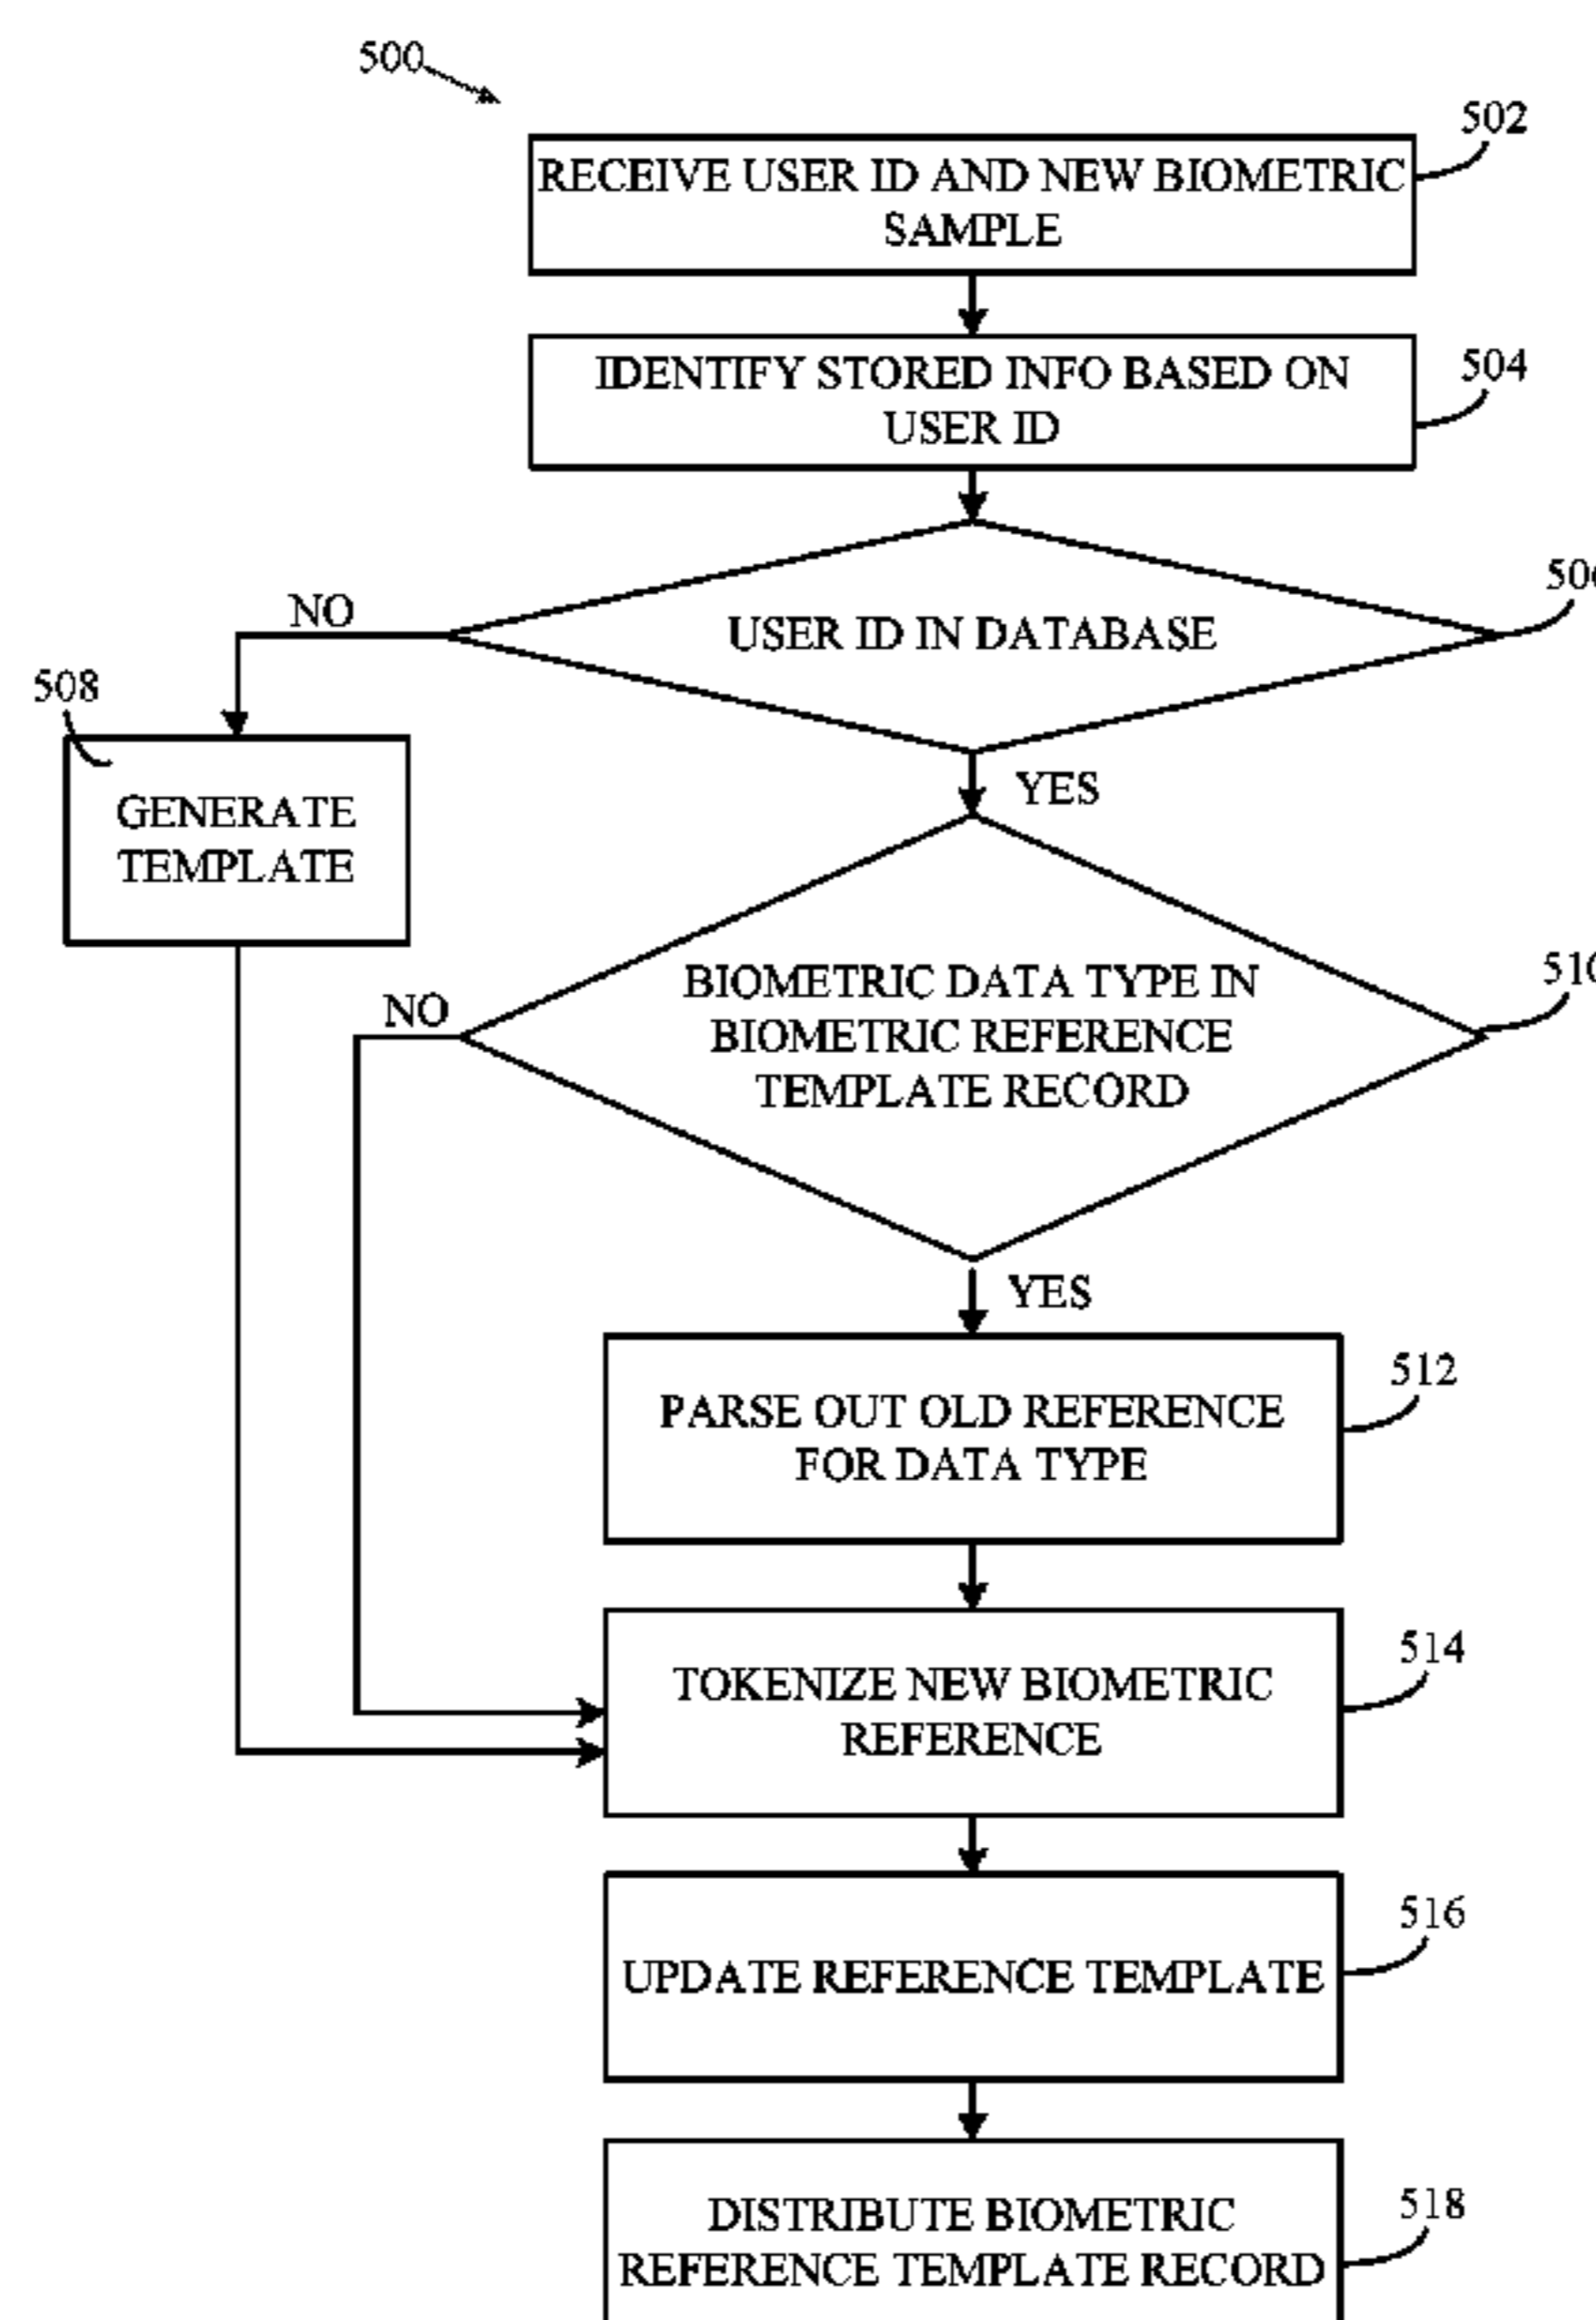 500
502
RECEIVE USER ID AND NEW BIOMETRIC
SAMPLE
504
IDENTIFY STORED INFO BASED ON
USER ID
USER ID IN DATABASE
NO
YES
508
GENERATE
TEMPLATE
BIOMETRIC DATA TYPE IN
BIOMETRIC REFERENCE
TEMPLATE RECORD
NO
YES
512
PARSE OUT OLD REFERENCE
FOR DATA TYPE
514
TOKENIZE NEW BIOMETRIC
REFERENCE
516
UPDATE REFERENCE TEMPLATE
518
DISTRIBUTE BIOMETRIC
REFERENCE TEMPLATE RECORD